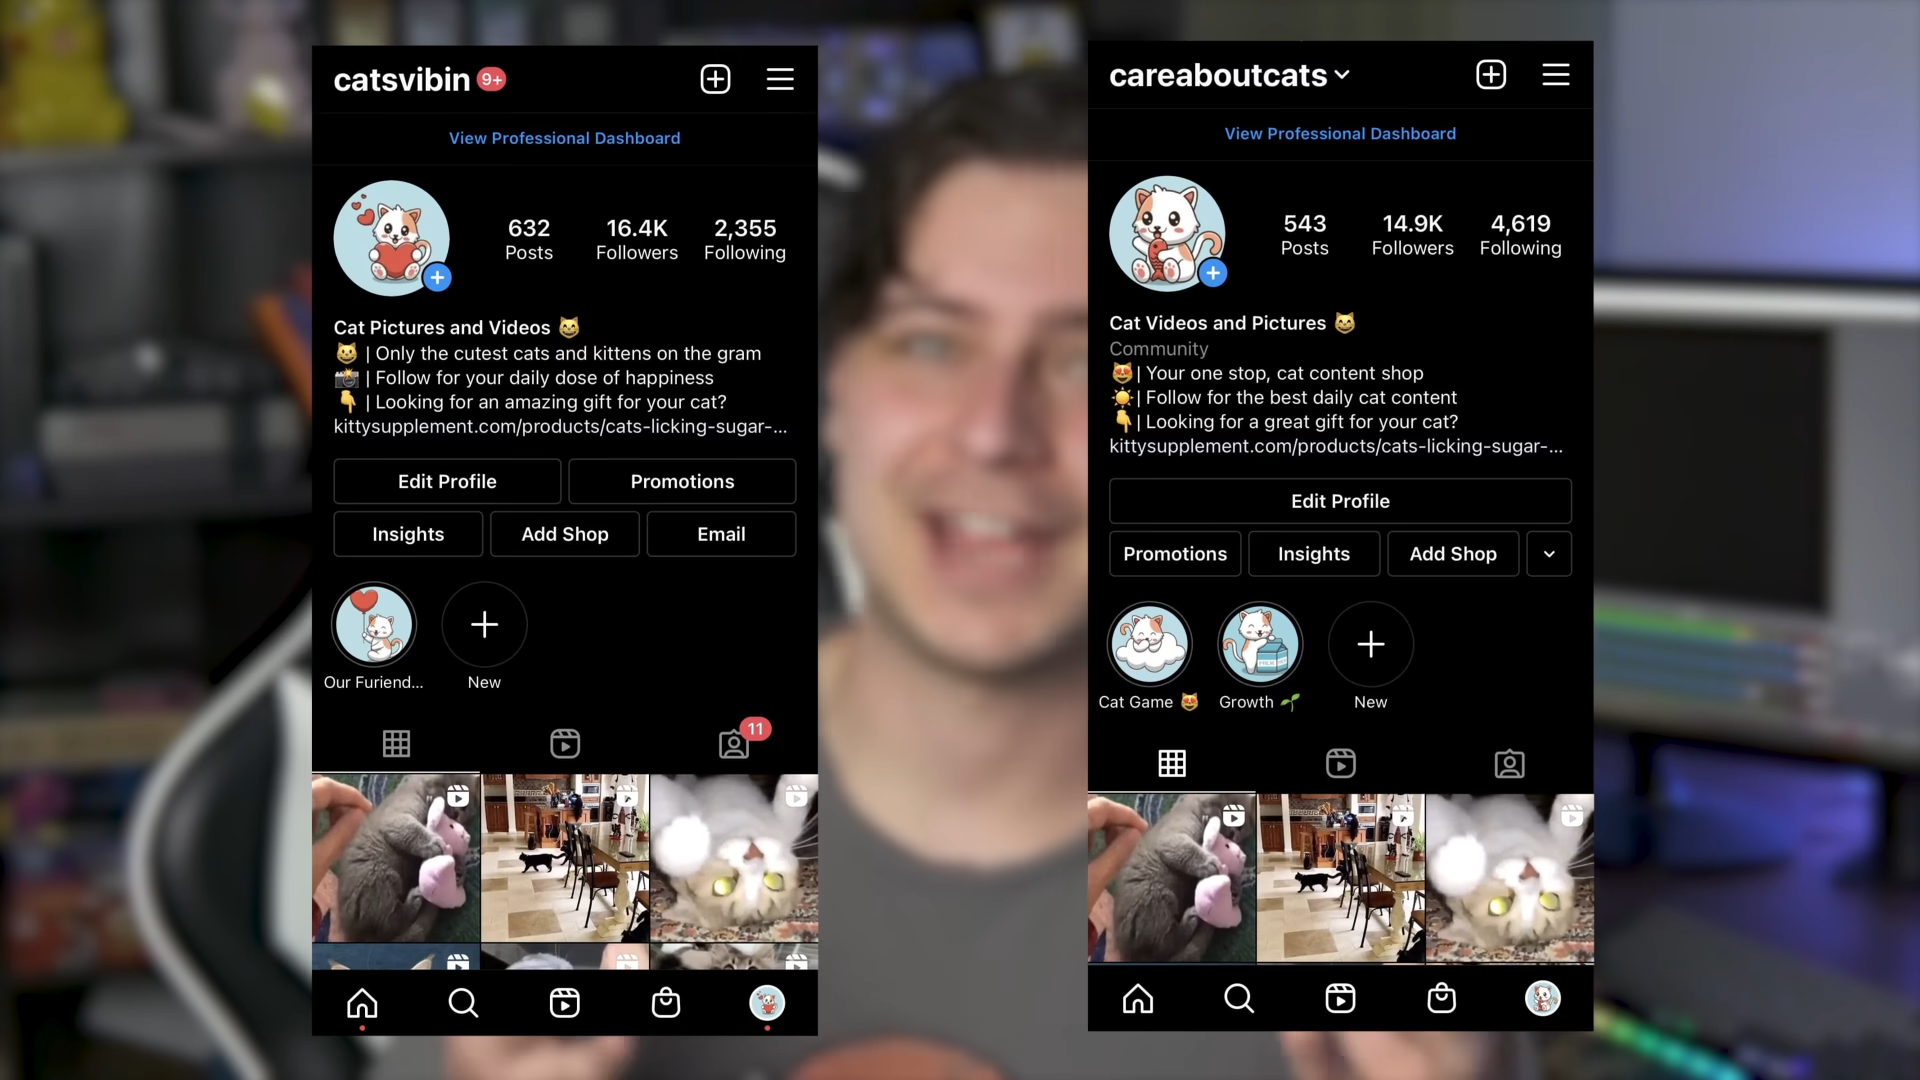 catsvibin 9+
View Professional Dashboard
632 16.4K 2,355
Posts Followers Following
Cat Pictures and Videos 😺
😺 | Only the cutest cats and kittens on the gram
📸 | Follow for your daily dose of happiness
👇 | Looking for an amazing gift for your cat?
kittysupplement.com/products/cats-licking-sugar-...
Edit Profile Promotions
Insights Add Shop Email
Our Furiend... New
11
careaboutcats
View Professional Dashboard
543 14.9K 4,619
Posts Followers Following
Cat Videos and Pictures 😸
Community
😻| Your one stop, cat content shop
☀️| Follow for the best daily cat content
👇| Looking for a great gift for your cat?
kittysupplement.com/products/cats-licking-sugar-...
Edit Profile
Promotions Insights Add Shop
Cat Game 😻 Growth 🌱 New
MILK